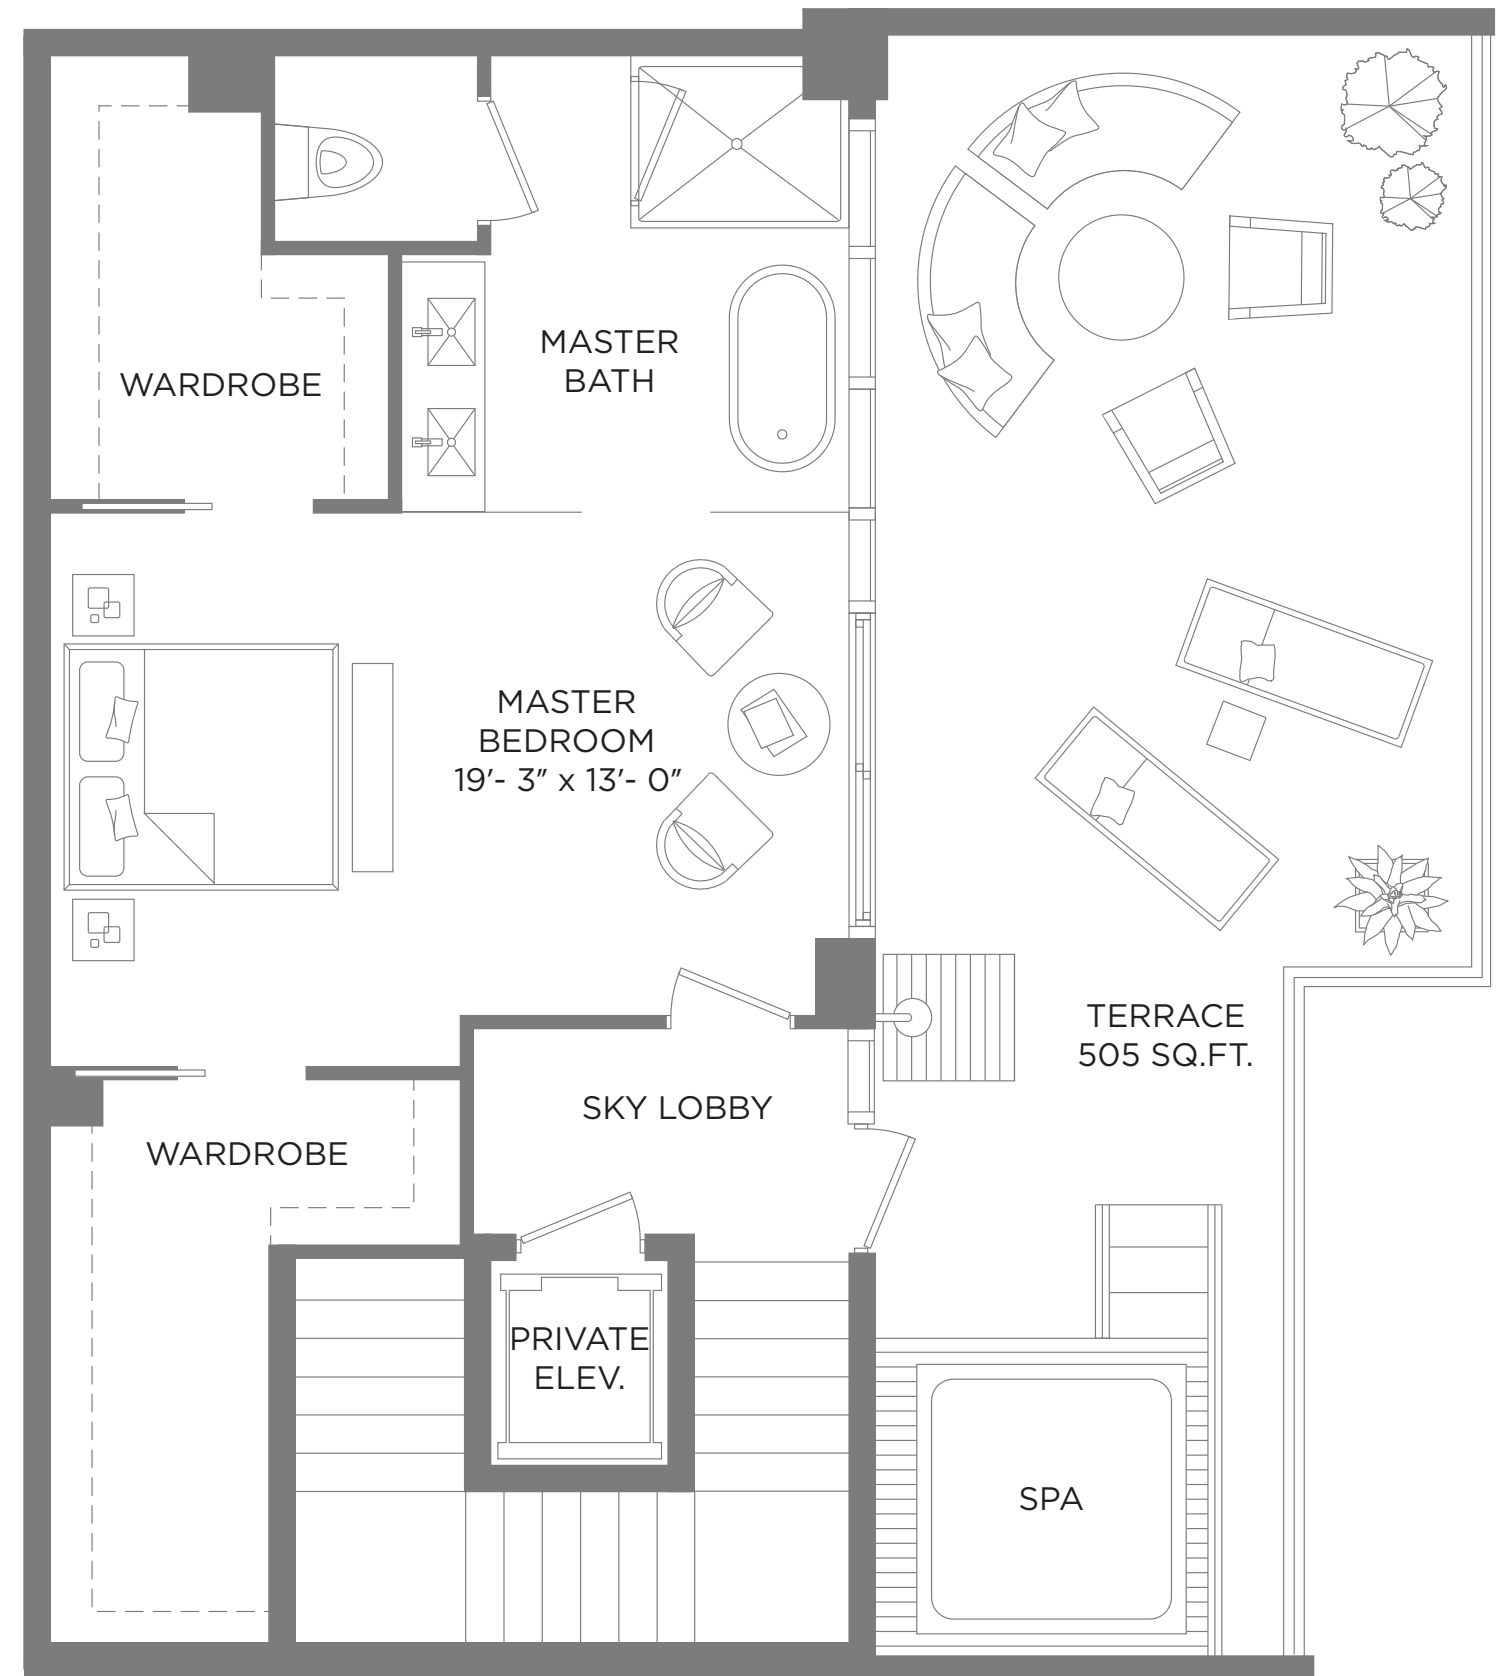 MASTER
BATH
WARDROBE
MASTER
BEDROOM
19'- 3" x 13'- 0"
TERRACE
505 SQ.FT.
SKY LOBBY
WARDROBE
PRIVATE
ELEV.
SPA